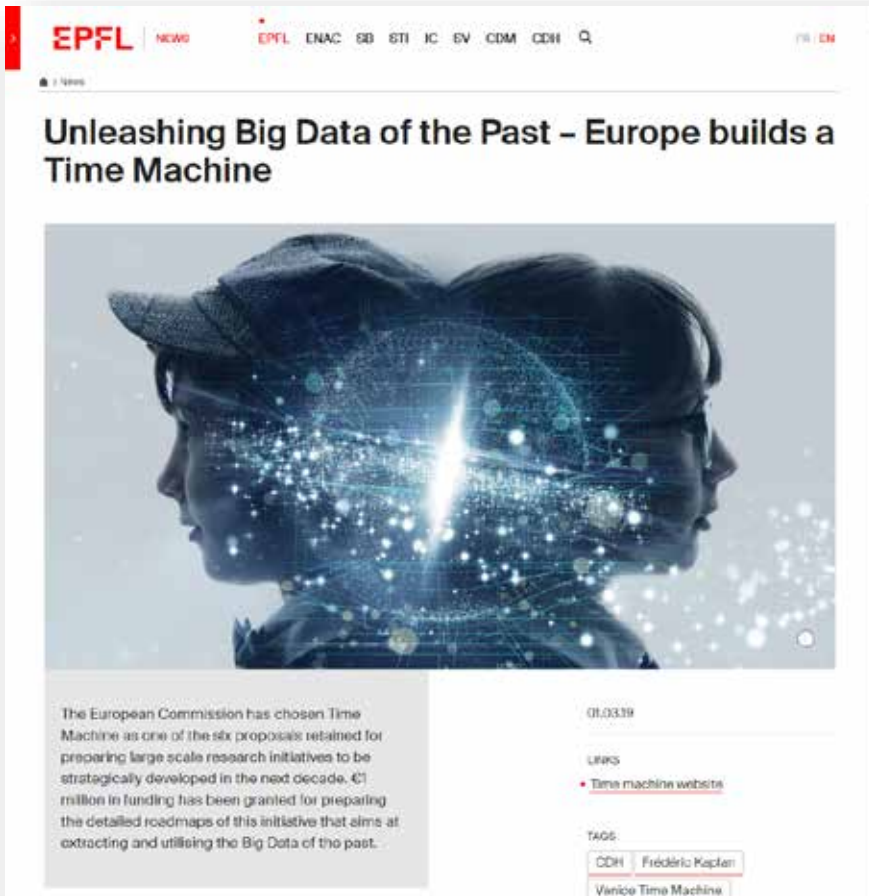 EPFL NEWS EPFL ENAC SB STI IC SV CDM CDH FR EN
/ News
Unleashing Big Data of the Past – Europe builds a
Time Machine
The European Commission has chosen Time
Machine as one of the six proposals retained for
preparing large scale research initiatives to be
strategically developed in the next decade. €1
million in funding has been granted for preparing
the detailed roadmaps of this initiative that aims at
extracting and utilising the Big Data of the past.
01.03.19
LINKS
Time machine website
TAGS
CDH Frédéric Kaplan
Venice Time Machine